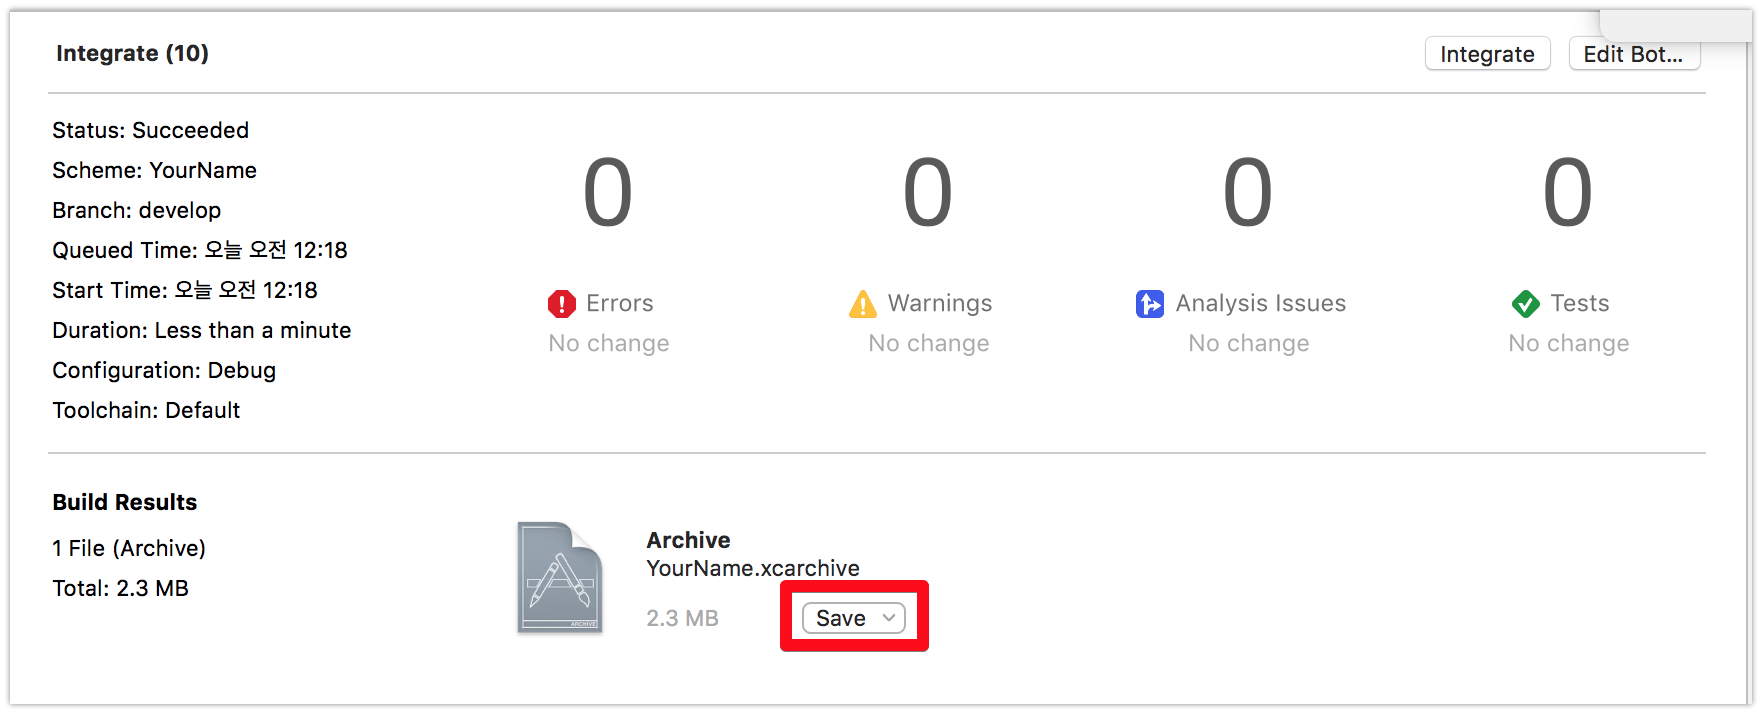 Integrate (10)
Integrate
Edit Bot...
Status: Succeeded
Scheme: YourName
Branch: develop
Queued Time: 오늘 오전 12:18
Start Time: 오늘 오전 12:18
Duration: Less than a minute
Configuration: Debug
Toolchain: Default
0
Errors
No change
0
Warnings
No change
0
Analysis Issues
No change
0
Tests
No change
Build Results
1 File (Archive)
Total: 2.3 MB
ARCHIVE
Archive
YourName.xcarchive
2.3 MB
Save